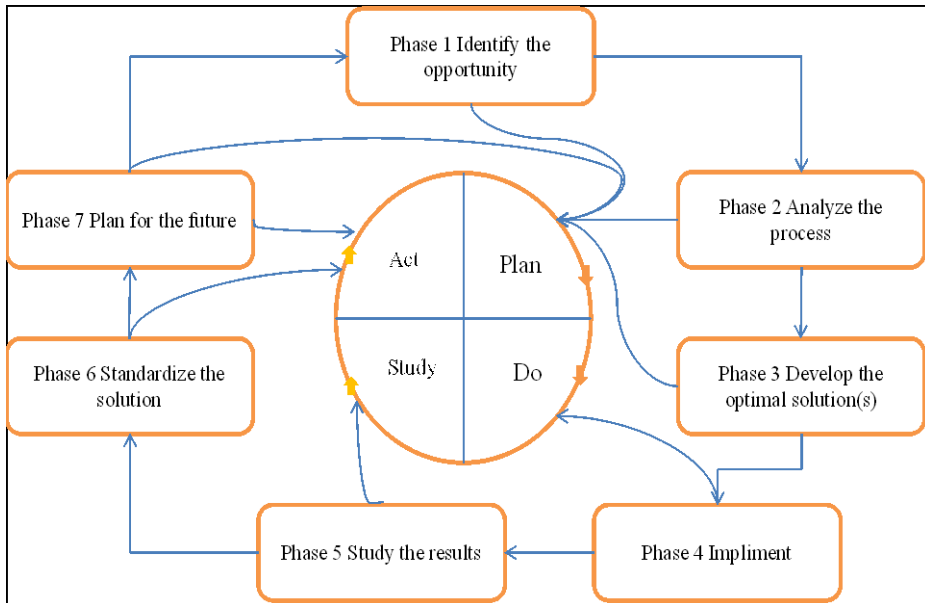 Phase 1 Identify the
opportunity
Phase 7 Plan for the future
Phase 2 Analyze the
process
Act
Plan
Phase 6 Standardize the
solution
Study
Do
Phase 3 Develop the
optimal solution(s)
Phase 5 Study the results
Phase 4 Impliment